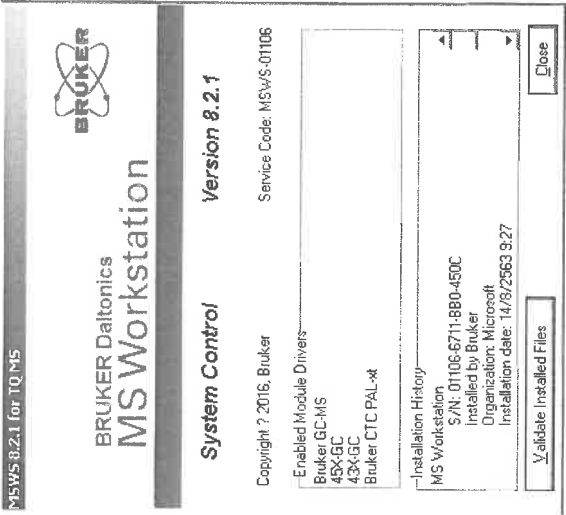 MSWS 8.2.1 for TQ MS
BRUKER Daltonics
MS Workstation
BRUKER
System Control Version 8.2.1
Copyright ? 2016, Bruker Service Code: MSWS-01106
Enabled Module Drivers
Bruker GC-MS
45X-GC
43X-GC
Bruker CTC PAL-xt
Installation History
MS Workstation
S/N: 01106-6711-BB0-450C
Installed by Bruker
Organization: Microsoft
Installation date: 14/8/2563 9:27
Validate Installed Files Close